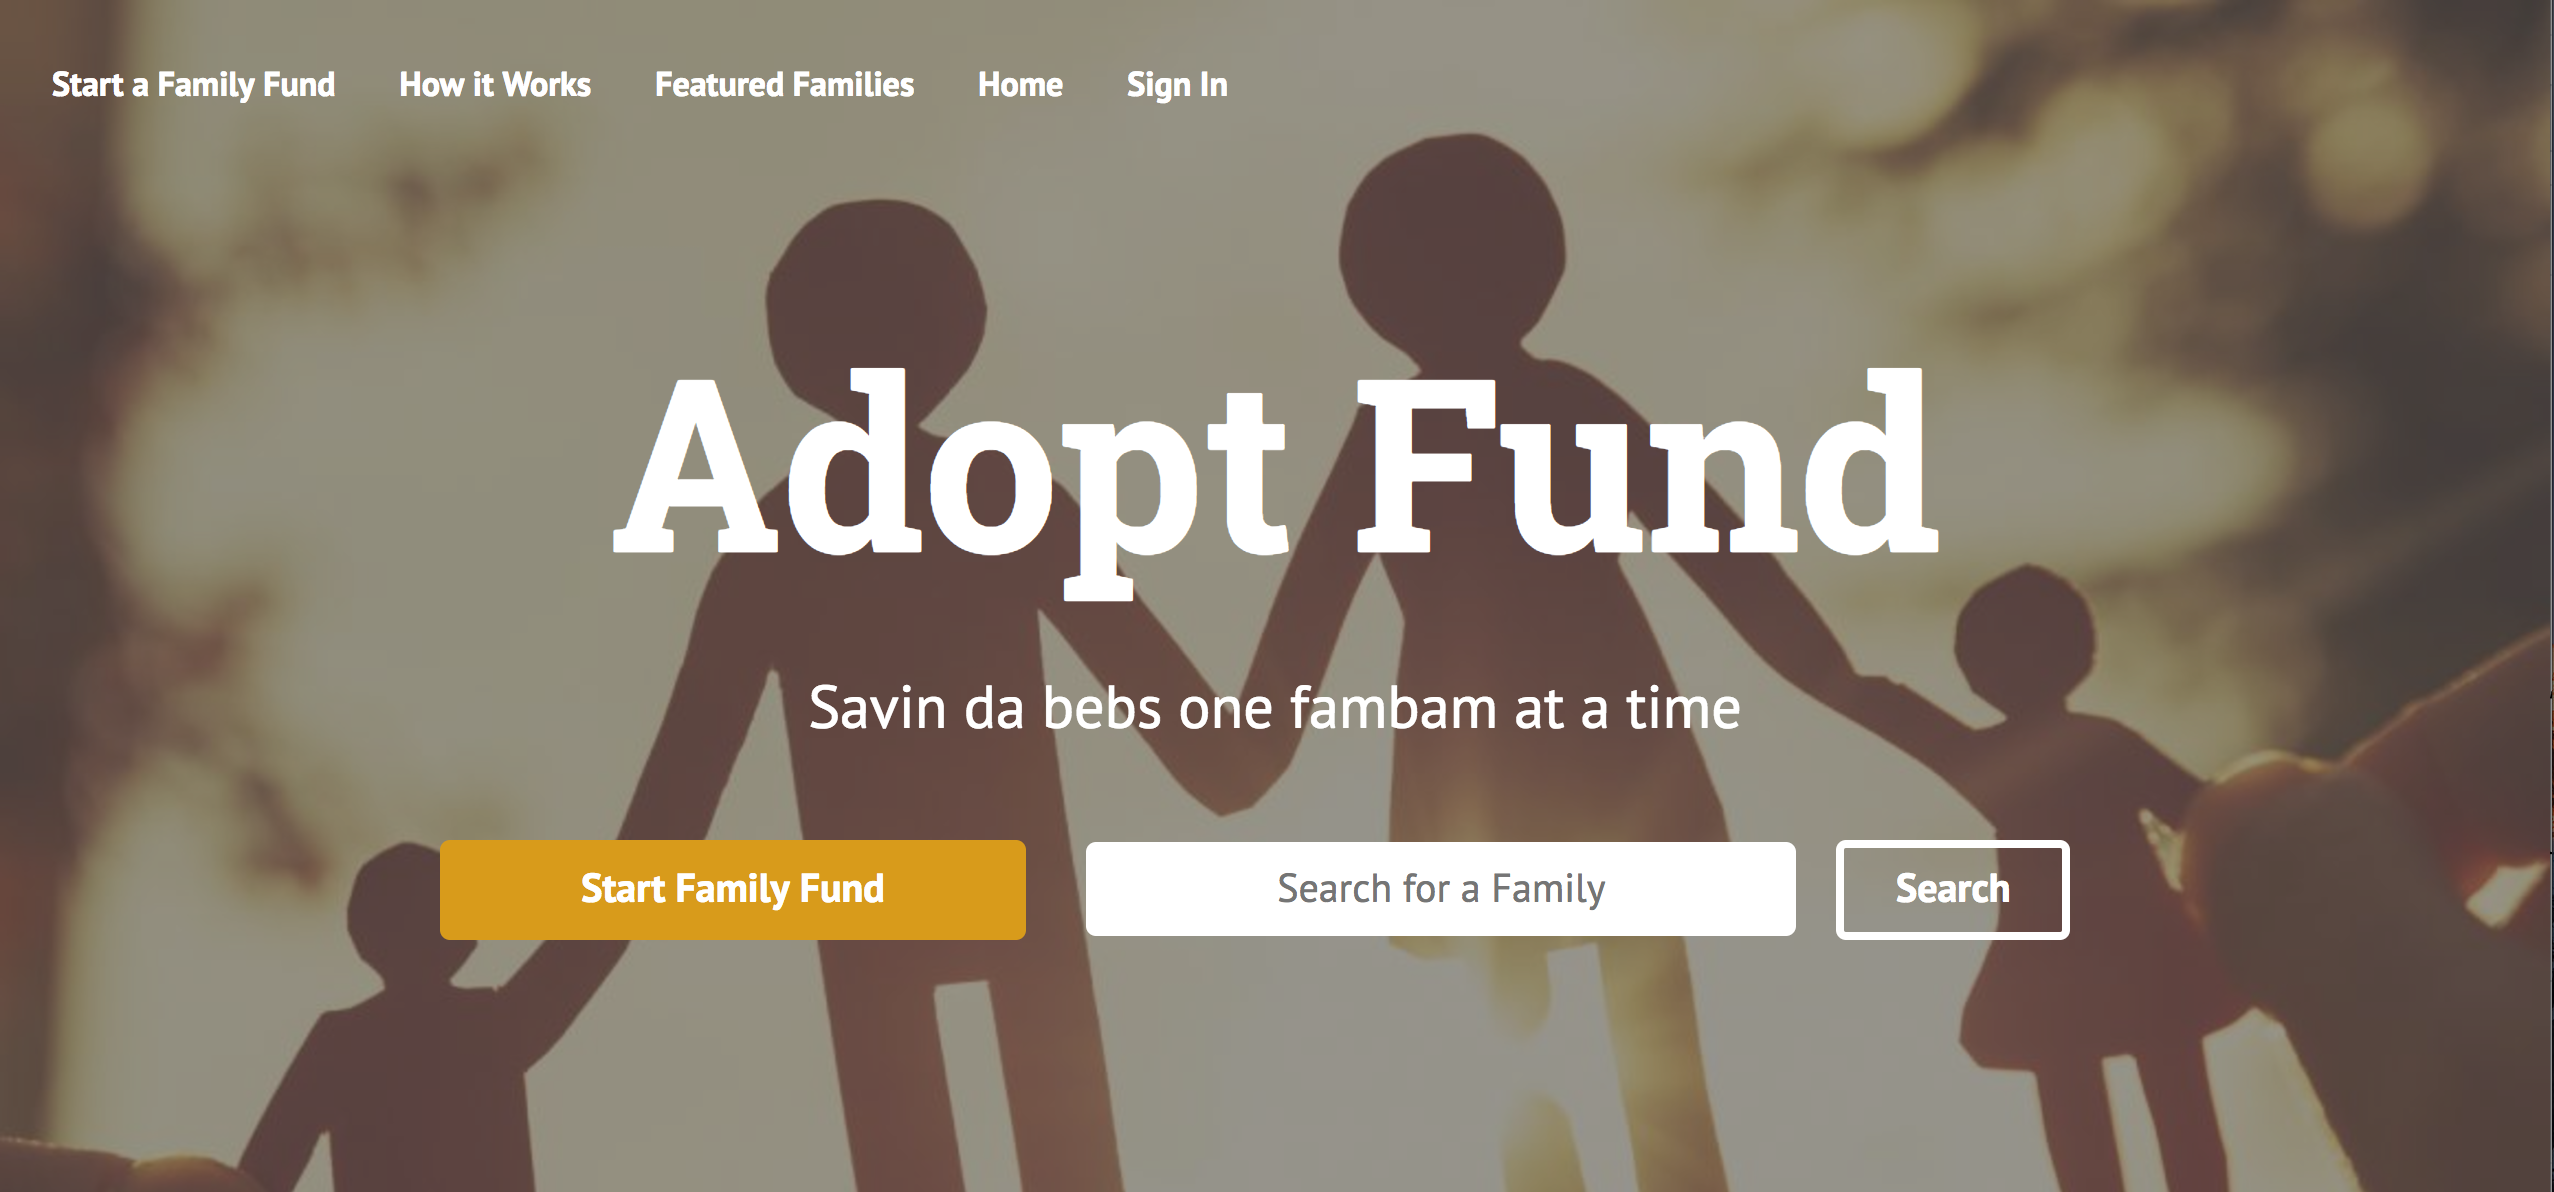 Start a Family Fund How it Works Featured Families Home Sign In
Adopt Fund
Savin da bebs one fambam at a time
Start Family Fund Search for a Family Search